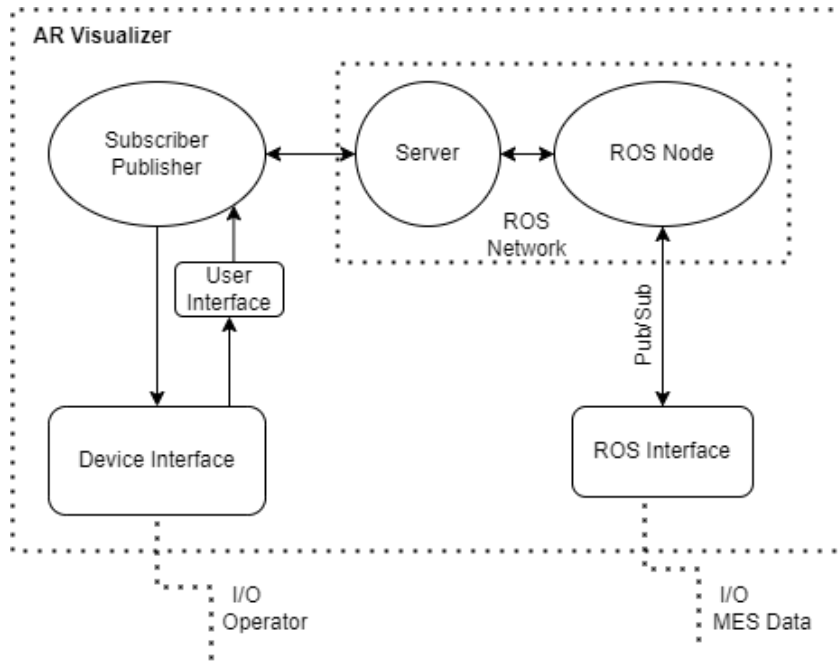 AR Visualizer
Subscriber
Publisher
Server
ROS Node
ROS
Network
User
Interface
Pub/Sub
Device Interface
ROS Interface
I/O
Operator
I/O
MES Data